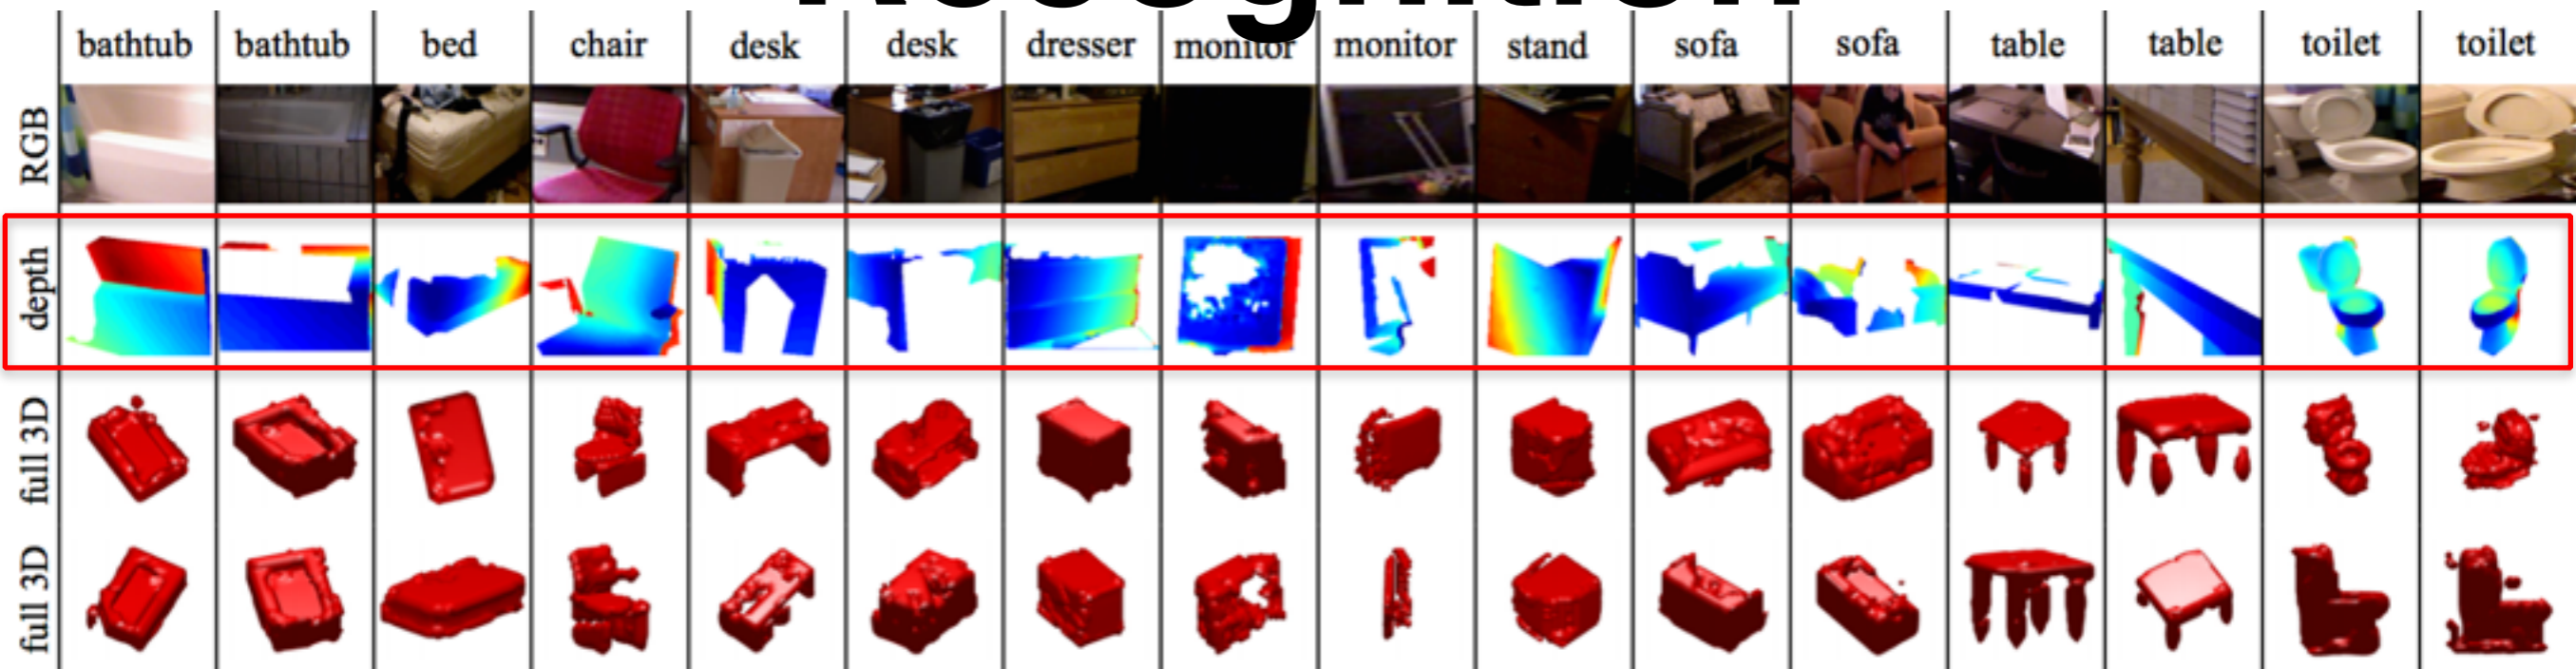 Recognition
bathtub bathtub bed chair desk desk dresser monitor monitor stand sofa sofa table table toilet toilet
RGB
depth
full 3D
full 3D